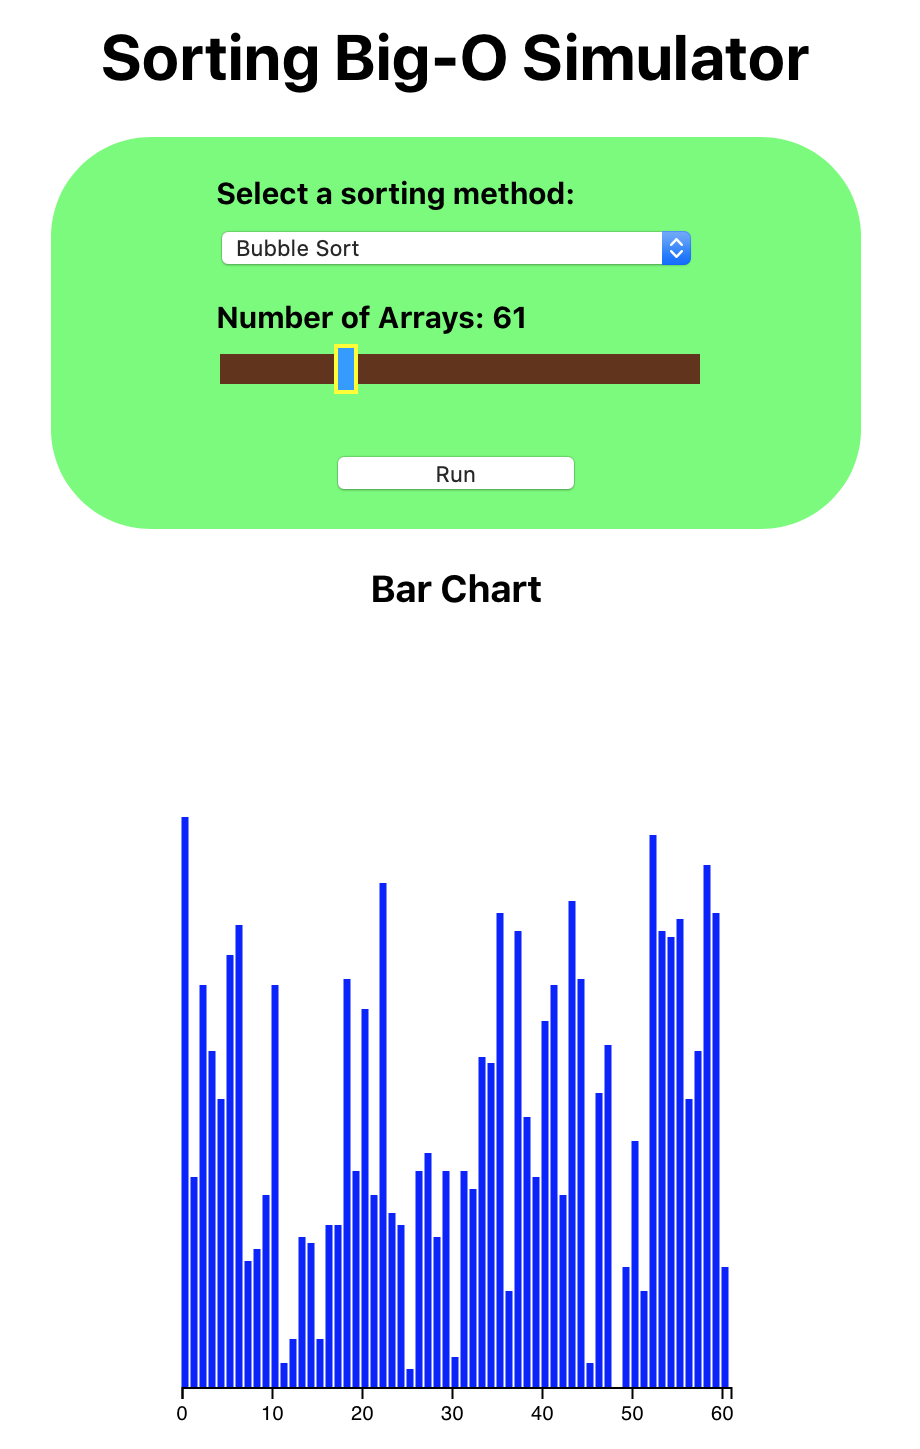 Sorting Big-O Simulator
Select a sorting method:
Bubble Sort
Number of Arrays: 61
Run
Bar Chart
0 10 20 30 40 50 60